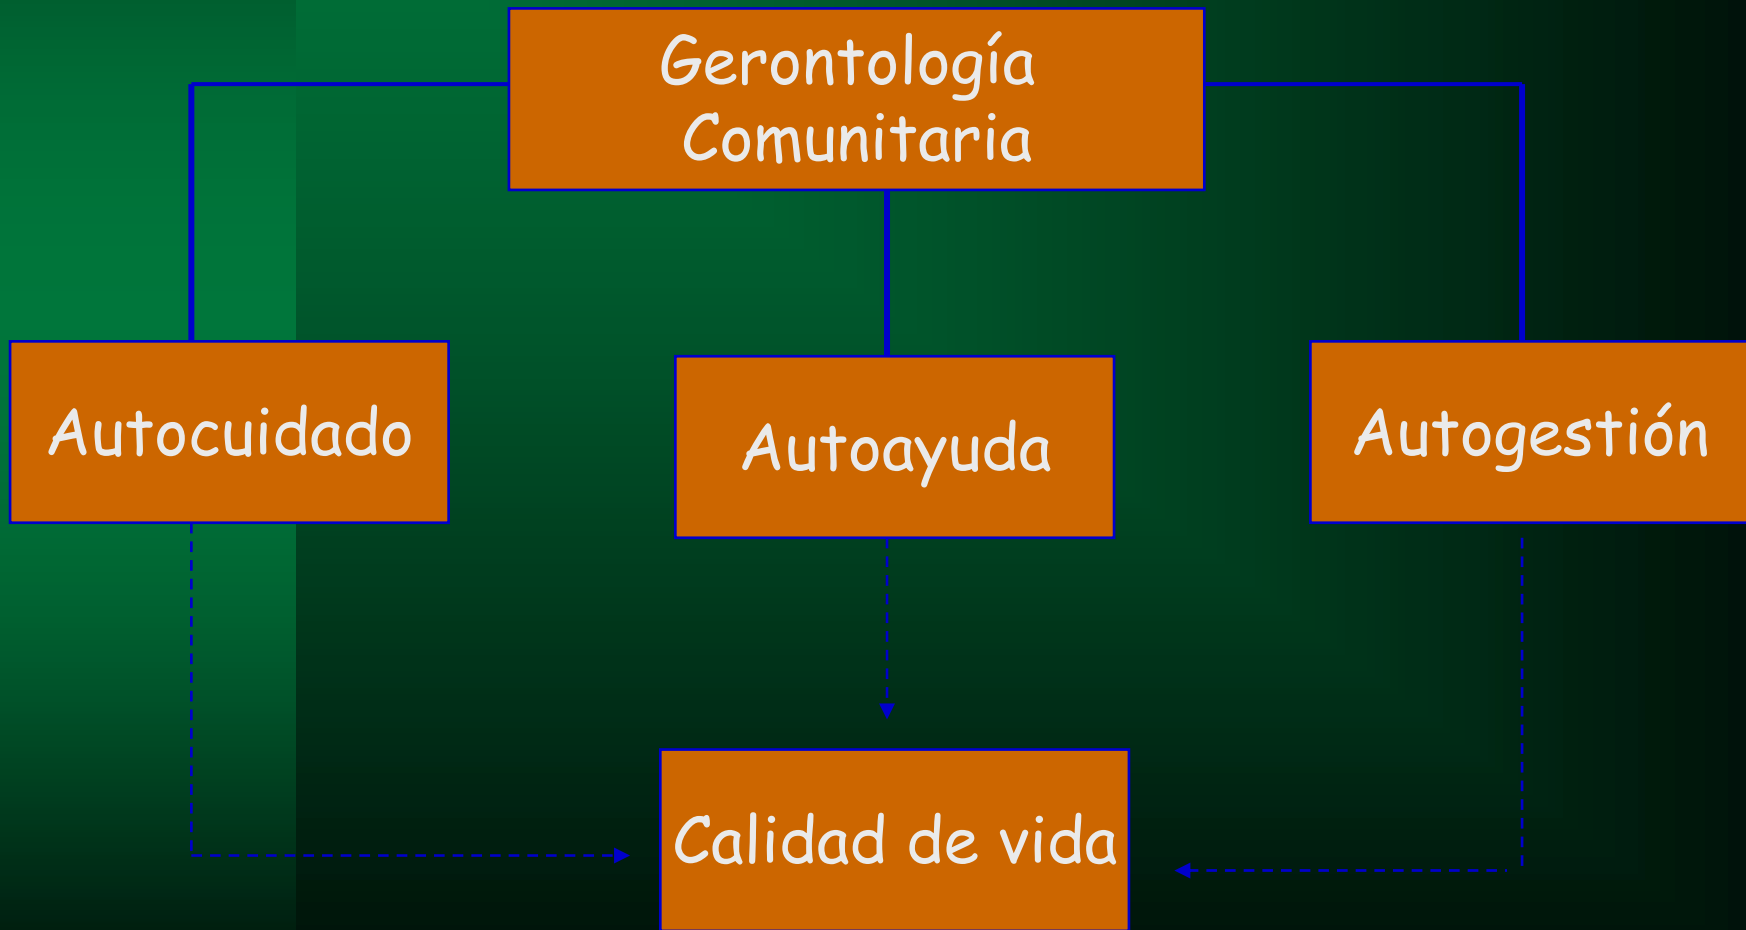 Gerontología
Comunitaria
Autocuidado
Autoayuda
Autogestión
Calidad de vida